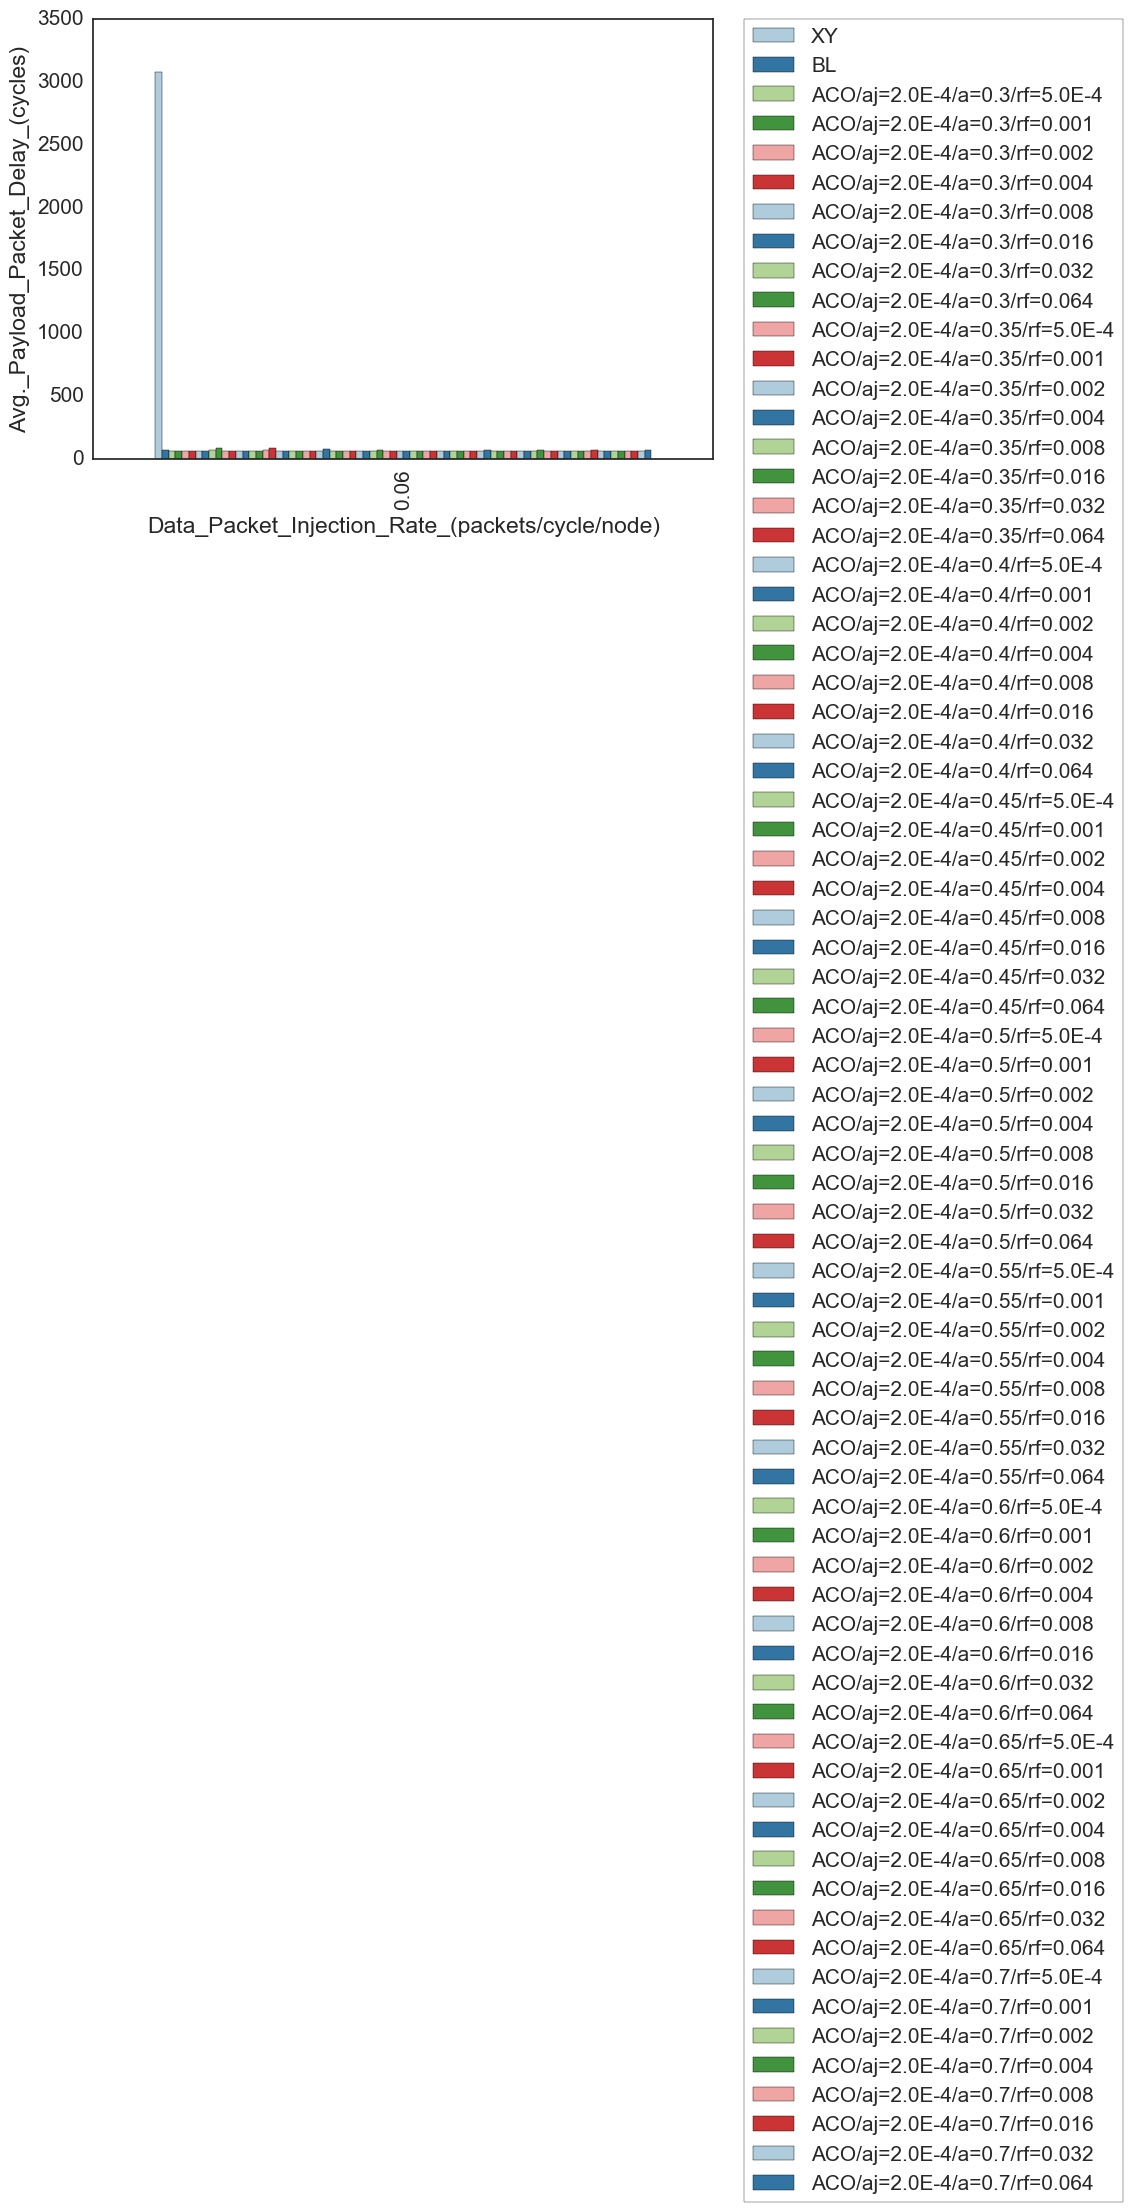 3500
3000
2500
2000
1500
1000
500
0
Avg._Payload_Packet_Delay_(cycles)
0.06
Data_Packet_Injection_Rate_(packets/cycle/node)
XY
BL
ACO/aj=2.0E-4/a=0.3/rf=5.0E-4
ACO/aj=2.0E-4/a=0.3/rf=0.001
ACO/aj=2.0E-4/a=0.3/rf=0.002
ACO/aj=2.0E-4/a=0.3/rf=0.004
ACO/aj=2.0E-4/a=0.3/rf=0.008
ACO/aj=2.0E-4/a=0.3/rf=0.016
ACO/aj=2.0E-4/a=0.3/rf=0.032
ACO/aj=2.0E-4/a=0.3/rf=0.064
ACO/aj=2.0E-4/a=0.35/rf=5.0E-4
ACO/aj=2.0E-4/a=0.35/rf=0.001
ACO/aj=2.0E-4/a=0.35/rf=0.002
ACO/aj=2.0E-4/a=0.35/rf=0.004
ACO/aj=2.0E-4/a=0.35/rf=0.008
ACO/aj=2.0E-4/a=0.35/rf=0.016
ACO/aj=2.0E-4/a=0.35/rf=0.032
ACO/aj=2.0E-4/a=0.35/rf=0.064
ACO/aj=2.0E-4/a=0.4/rf=5.0E-4
ACO/aj=2.0E-4/a=0.4/rf=0.001
ACO/aj=2.0E-4/a=0.4/rf=0.002
ACO/aj=2.0E-4/a=0.4/rf=0.004
ACO/aj=2.0E-4/a=0.4/rf=0.008
ACO/aj=2.0E-4/a=0.4/rf=0.016
ACO/aj=2.0E-4/a=0.4/rf=0.032
ACO/aj=2.0E-4/a=0.4/rf=0.064
ACO/aj=2.0E-4/a=0.45/rf=5.0E-4
ACO/aj=2.0E-4/a=0.45/rf=0.001
ACO/aj=2.0E-4/a=0.45/rf=0.002
ACO/aj=2.0E-4/a=0.45/rf=0.004
ACO/aj=2.0E-4/a=0.45/rf=0.008
ACO/aj=2.0E-4/a=0.45/rf=0.016
ACO/aj=2.0E-4/a=0.45/rf=0.032
ACO/aj=2.0E-4/a=0.45/rf=0.064
ACO/aj=2.0E-4/a=0.5/rf=5.0E-4
ACO/aj=2.0E-4/a=0.5/rf=0.001
ACO/aj=2.0E-4/a=0.5/rf=0.002
ACO/aj=2.0E-4/a=0.5/rf=0.004
ACO/aj=2.0E-4/a=0.5/rf=0.008
ACO/aj=2.0E-4/a=0.5/rf=0.016
ACO/aj=2.0E-4/a=0.5/rf=0.032
ACO/aj=2.0E-4/a=0.5/rf=0.064
ACO/aj=2.0E-4/a=0.55/rf=5.0E-4
ACO/aj=2.0E-4/a=0.55/rf=0.001
ACO/aj=2.0E-4/a=0.55/rf=0.002
ACO/aj=2.0E-4/a=0.55/rf=0.004
ACO/aj=2.0E-4/a=0.55/rf=0.008
ACO/aj=2.0E-4/a=0.55/rf=0.016
ACO/aj=2.0E-4/a=0.55/rf=0.032
ACO/aj=2.0E-4/a=0.55/rf=0.064
ACO/aj=2.0E-4/a=0.6/rf=5.0E-4
ACO/aj=2.0E-4/a=0.6/rf=0.001
ACO/aj=2.0E-4/a=0.6/rf=0.002
ACO/aj=2.0E-4/a=0.6/rf=0.004
ACO/aj=2.0E-4/a=0.6/rf=0.008
ACO/aj=2.0E-4/a=0.6/rf=0.016
ACO/aj=2.0E-4/a=0.6/rf=0.032
ACO/aj=2.0E-4/a=0.6/rf=0.064
ACO/aj=2.0E-4/a=0.65/rf=5.0E-4
ACO/aj=2.0E-4/a=0.65/rf=0.001
ACO/aj=2.0E-4/a=0.65/rf=0.002
ACO/aj=2.0E-4/a=0.65/rf=0.004
ACO/aj=2.0E-4/a=0.65/rf=0.008
ACO/aj=2.0E-4/a=0.65/rf=0.016
ACO/aj=2.0E-4/a=0.65/rf=0.032
ACO/aj=2.0E-4/a=0.65/rf=0.064
ACO/aj=2.0E-4/a=0.7/rf=5.0E-4
ACO/aj=2.0E-4/a=0.7/rf=0.001
ACO/aj=2.0E-4/a=0.7/rf=0.002
ACO/aj=2.0E-4/a=0.7/rf=0.004
ACO/aj=2.0E-4/a=0.7/rf=0.008
ACO/aj=2.0E-4/a=0.7/rf=0.016
ACO/aj=2.0E-4/a=0.7/rf=0.032
ACO/aj=2.0E-4/a=0.7/rf=0.064